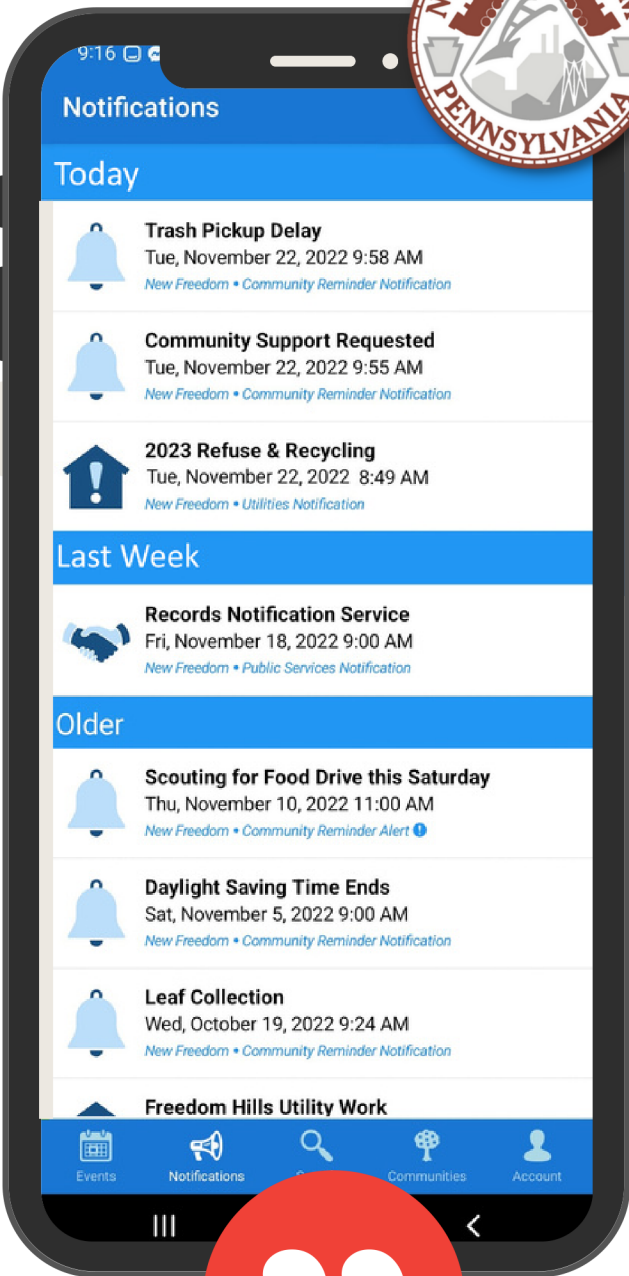 9:16
PENNSYLVANIA
Notifications
Today
Trash Pickup Delay
Tue, November 22, 2022 9:58 AM
New Freedom • Community Reminder Notification
Community Support Requested
Tue, November 22, 2022 9:55 AM
New Freedom • Community Reminder Notification
2023 Refuse & Recycling
Tue, November 22, 2022 8:49 AM
New Freedom • Utilities Notification
Last Week
Records Notification Service
Fri, November 18, 2022 9:00 AM
New Freedom • Public Services Notification
Older
Scouting for Food Drive this Saturday
Thu, November 10, 2022 11:00 AM
New Freedom • Community Reminder Alert
Daylight Saving Time Ends
Sat, November 5, 2022 9:00 AM
New Freedom • Community Reminder Notification
Leaf Collection
Wed, October 19, 2022 9:24 AM
New Freedom • Community Reminder Notification
Freedom Hills Utility Work
Events Notifications Communities Account